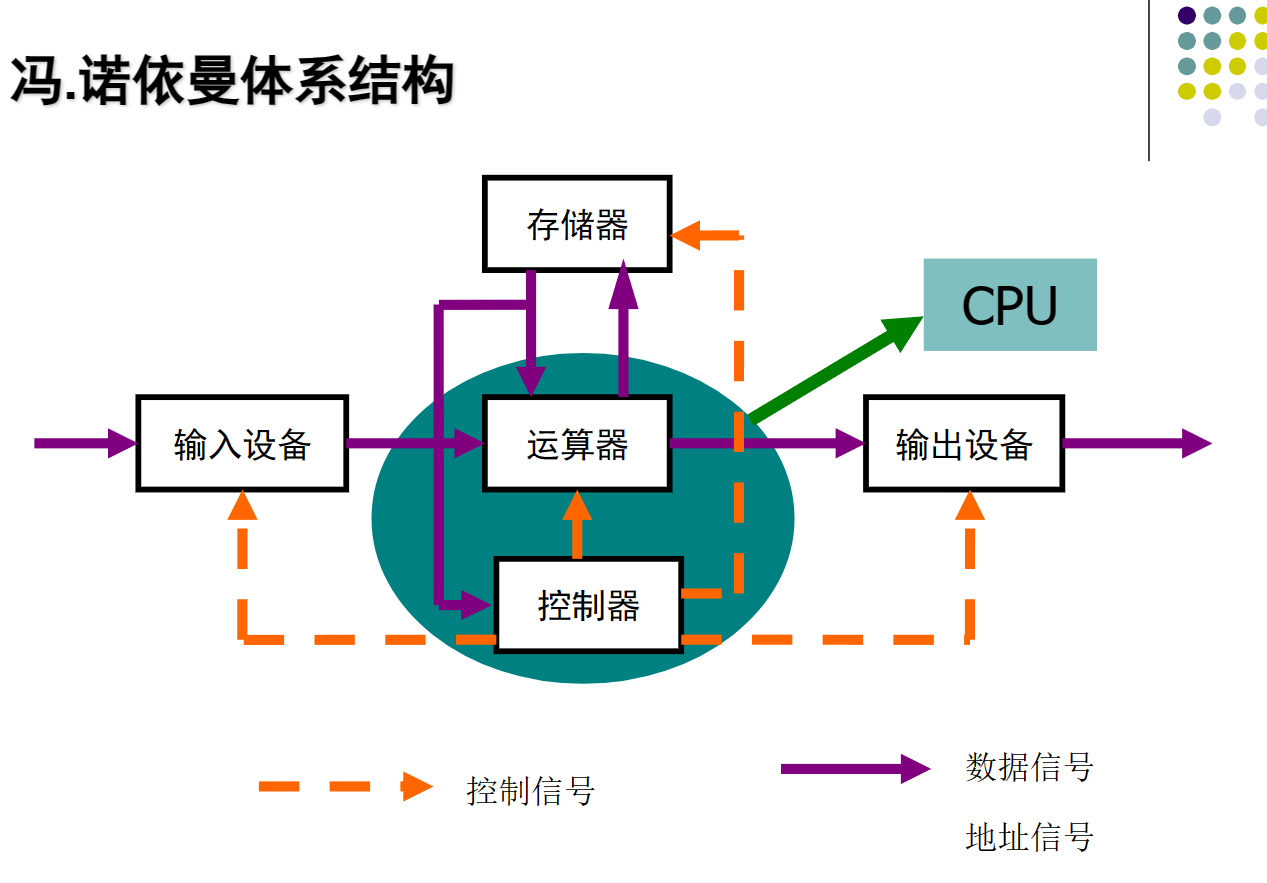 冯.诺依曼体系结构
存储器
CPU
输入设备
运算器
输出设备
控制器
控制信号
数据信号
地址信号